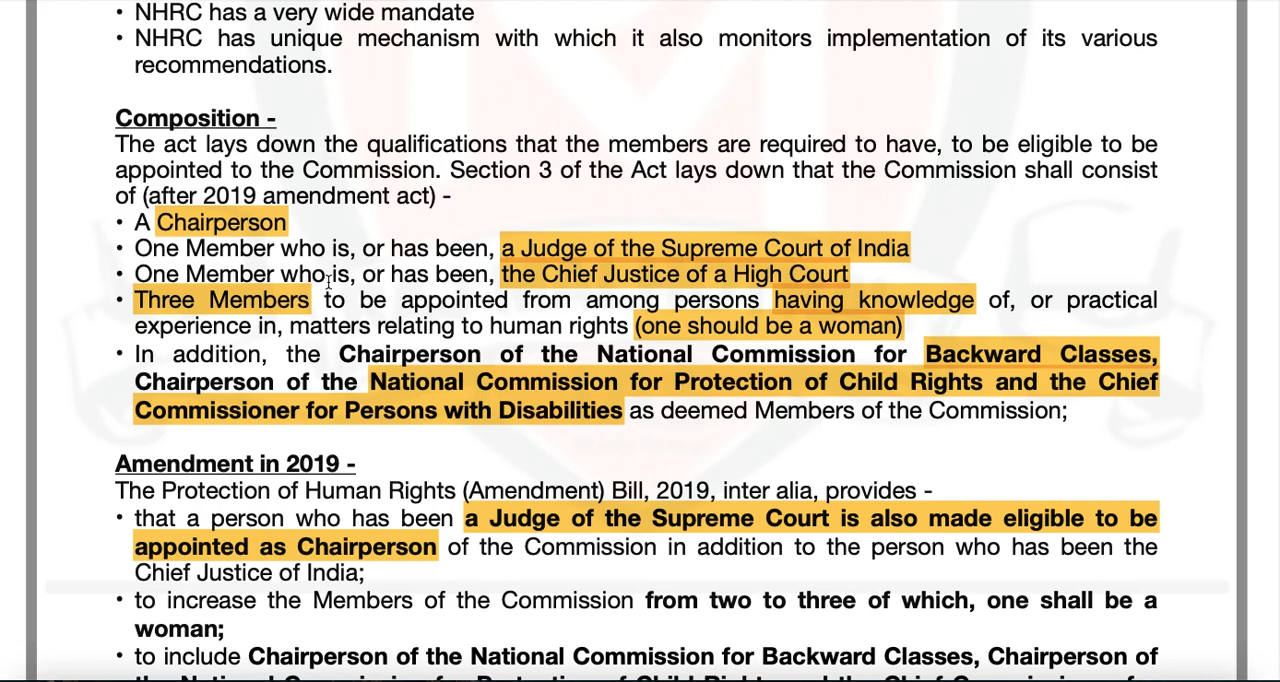 • NHRC has a very wide mandate
• NHRC has unique mechanism with which it also monitors implementation of its various
recommendations.
Composition -
The act lays down the qualifications that the members are required to have, to be eligible to be
appointed to the Commission. Section 3 of the Act lays down that the Commission shall consist
of (after 2019 amendment act) -
• A Chairperson
• One Member who is, or has been, a Judge of the Supreme Court of India
• One Member who is, or has been, the Chief Justice of a High Court
• Three Members to be appointed from among persons having knowledge of, or practical
experience in, matters relating to human rights (one should be a woman)
• In addition, the Chairperson of the National Commission for Backward Classes,
Chairperson of the National Commission for Protection of Child Rights and the Chief
Commissioner for Persons with Disabilities as deemed Members of the Commission;
Amendment in 2019 -
The Protection of Human Rights (Amendment) Bill, 2019, inter alia, provides -
• that a person who has been a Judge of the Supreme Court is also made eligible to be
appointed as Chairperson of the Commission in addition to the person who has been the
Chief Justice of India;
• to increase the Members of the Commission from two to three of which, one shall be a
woman;
• to include Chairperson of the National Commission for Backward Classes, Chairperson of